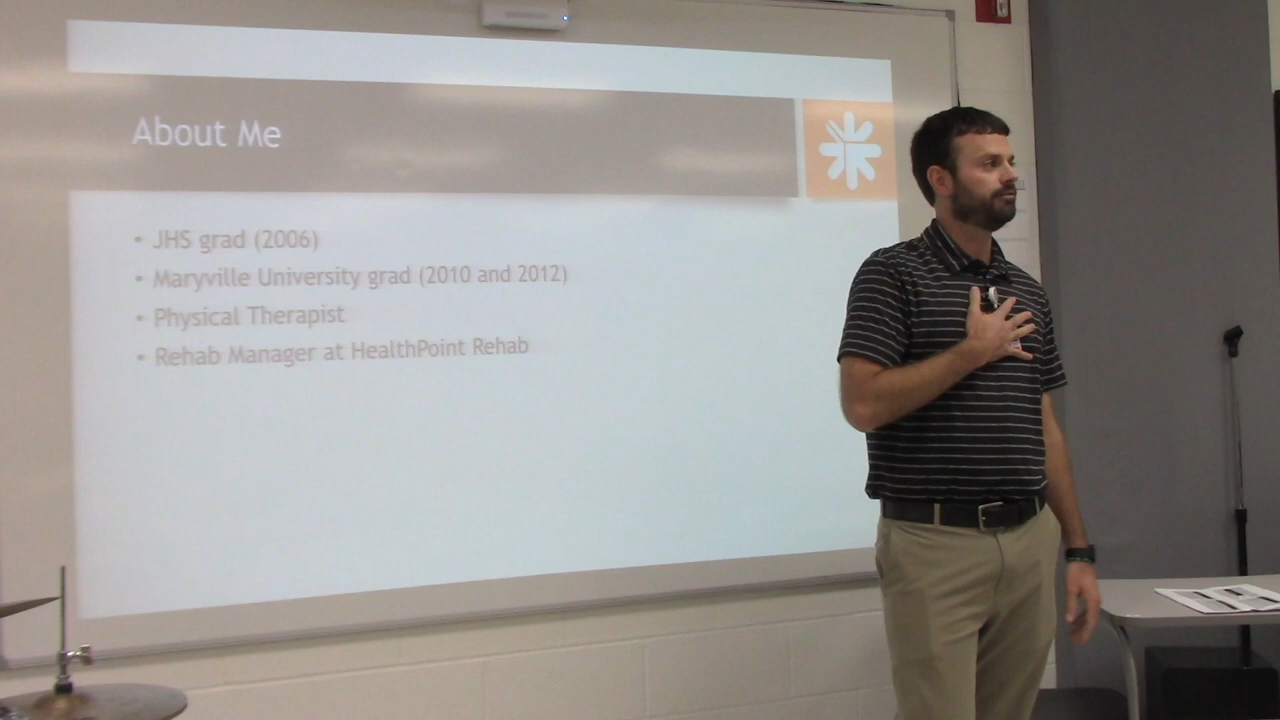 About Me
• JHS grad (2006)
• Maryville University grad (2010 and 2012)
• Physical Therapist
• Rehab Manager at HealthPoint Rehab